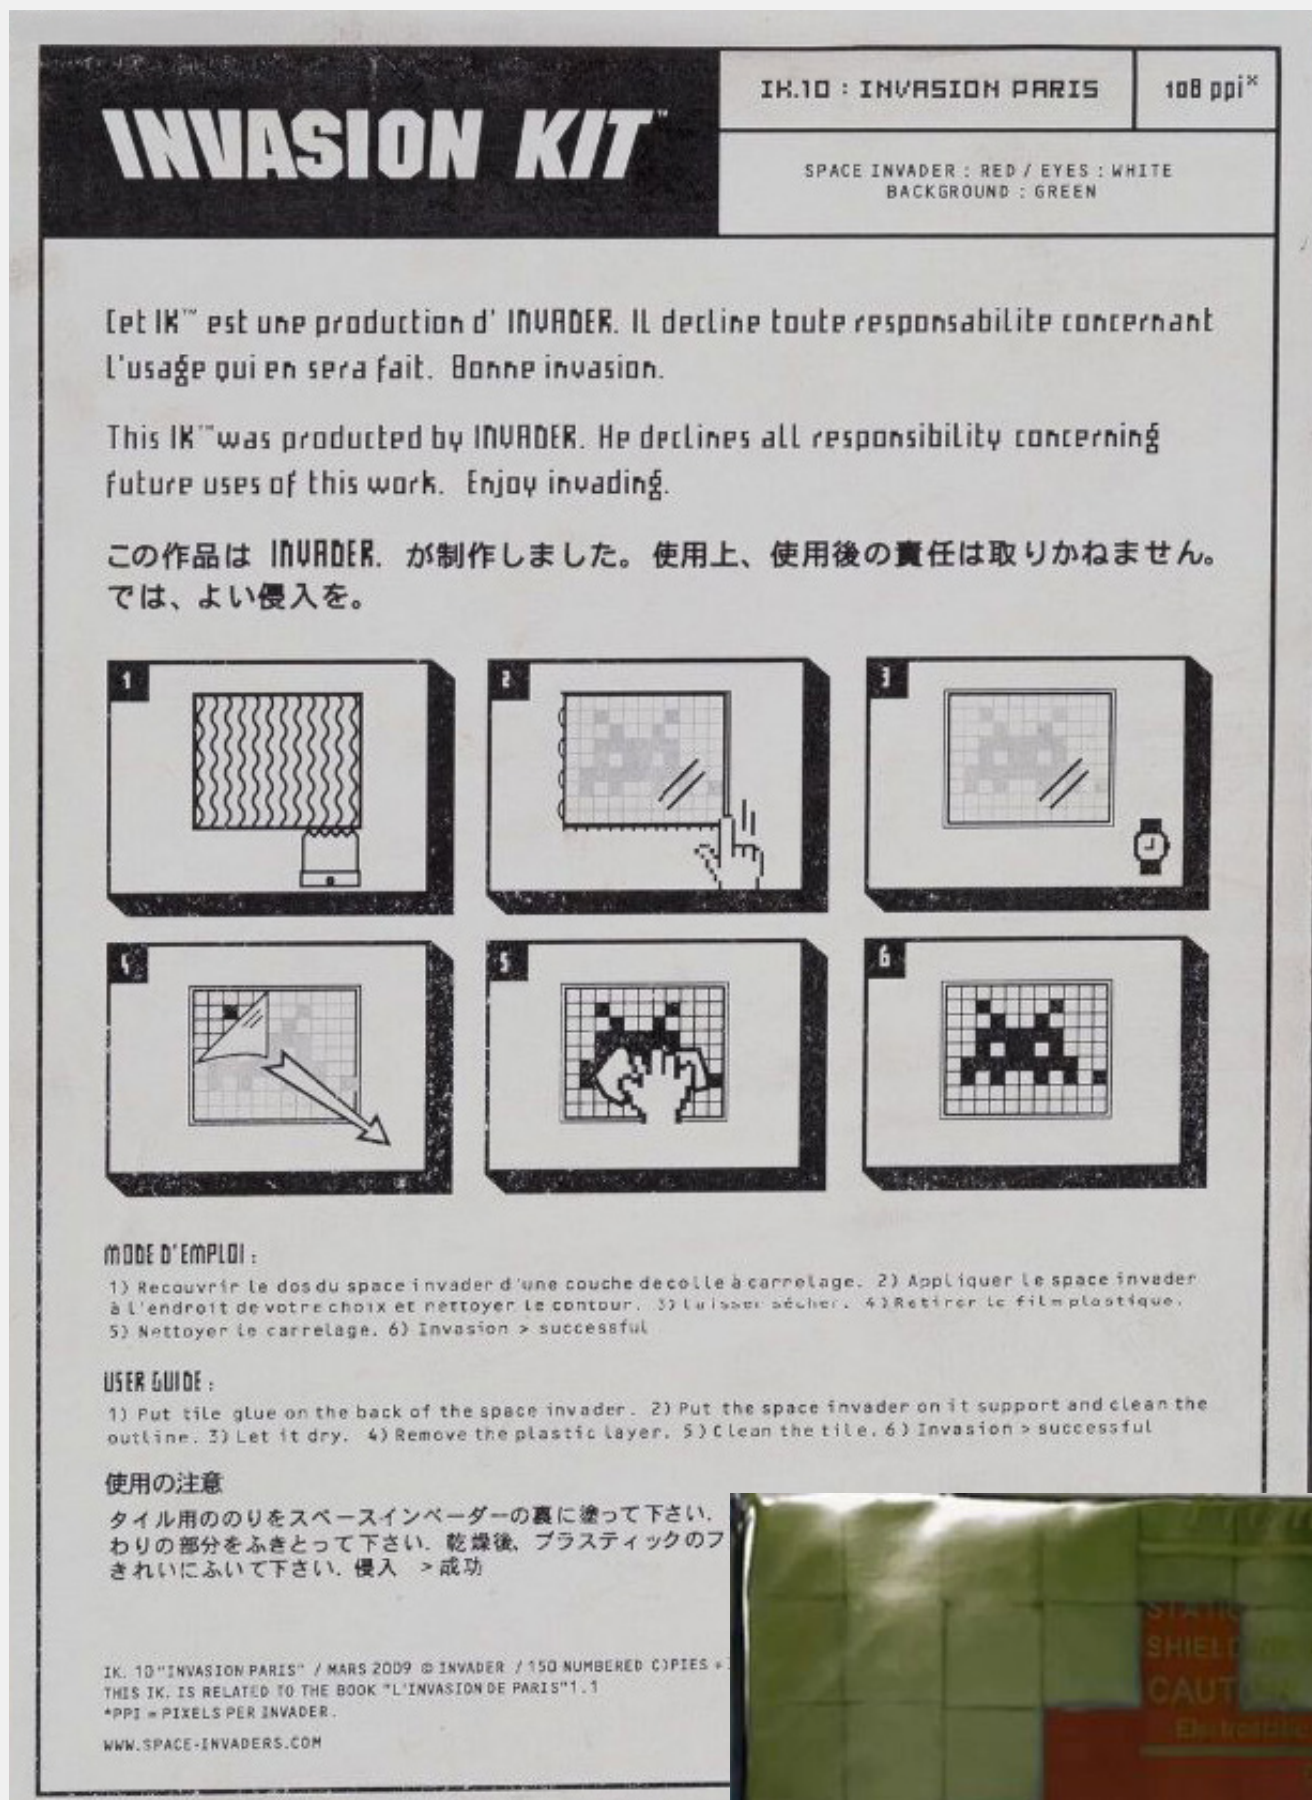 INVASION KIT™
IK.10 : INVASION PARIS
108 ppi*
SPACE INVADER : RED / EYES : WHITE
BACKGROUND : GREEN
Cet IK™ est une production d' INVADER. Il decline toute responsabilite concernant
l'usage qui en sera fait. Bonne invasion.
This IK™ was producted by INVADER. He declines all responsibility concerning
future uses of this work. Enjoy invading.
この作品は INVADER. が制作しました。使用上、使用後の責任は取りかねません。
では、よい侵入を。
1
2
3
4
5
6
MODE D'EMPLOI :
1) Recouvrir le dos du space invader d'une couche de colle à carrelage. 2) Appliquer le space invader
à l'endroit de votre choix et nettoyer le contour. 3) Laisser sécher. 4) Retirer le film plastique.
5) Nettoyer le carrelage. 6) Invasion > successful
USER GUIDE :
1) Put tile glue on the back of the space invader. 2) Put the space invader on it support and clean the
outline. 3) Let it dry. 4) Remove the plastic layer. 5) Clean the tile. 6) Invasion > successful
使用の注意
タイル用ののりをスペースインベーダーの裏に塗って下さい.
わりの部分をふきとって下さい. 乾燥後、プラスティックのフ
きれいにふいて下さい. 侵入 > 成功
IK. 10 "INVASION PARIS" / MARS 2009 © INVADER / 150 NUMBERED COPIES +
THIS IK. IS RELATED TO THE BOOK "L'INVASION DE PARIS" 1.1
*PPI = PIXELS PER INVADER.
WWW.SPACE-INVADERS.COM
STATIC
SHIELD
CAUT
Electrostatic